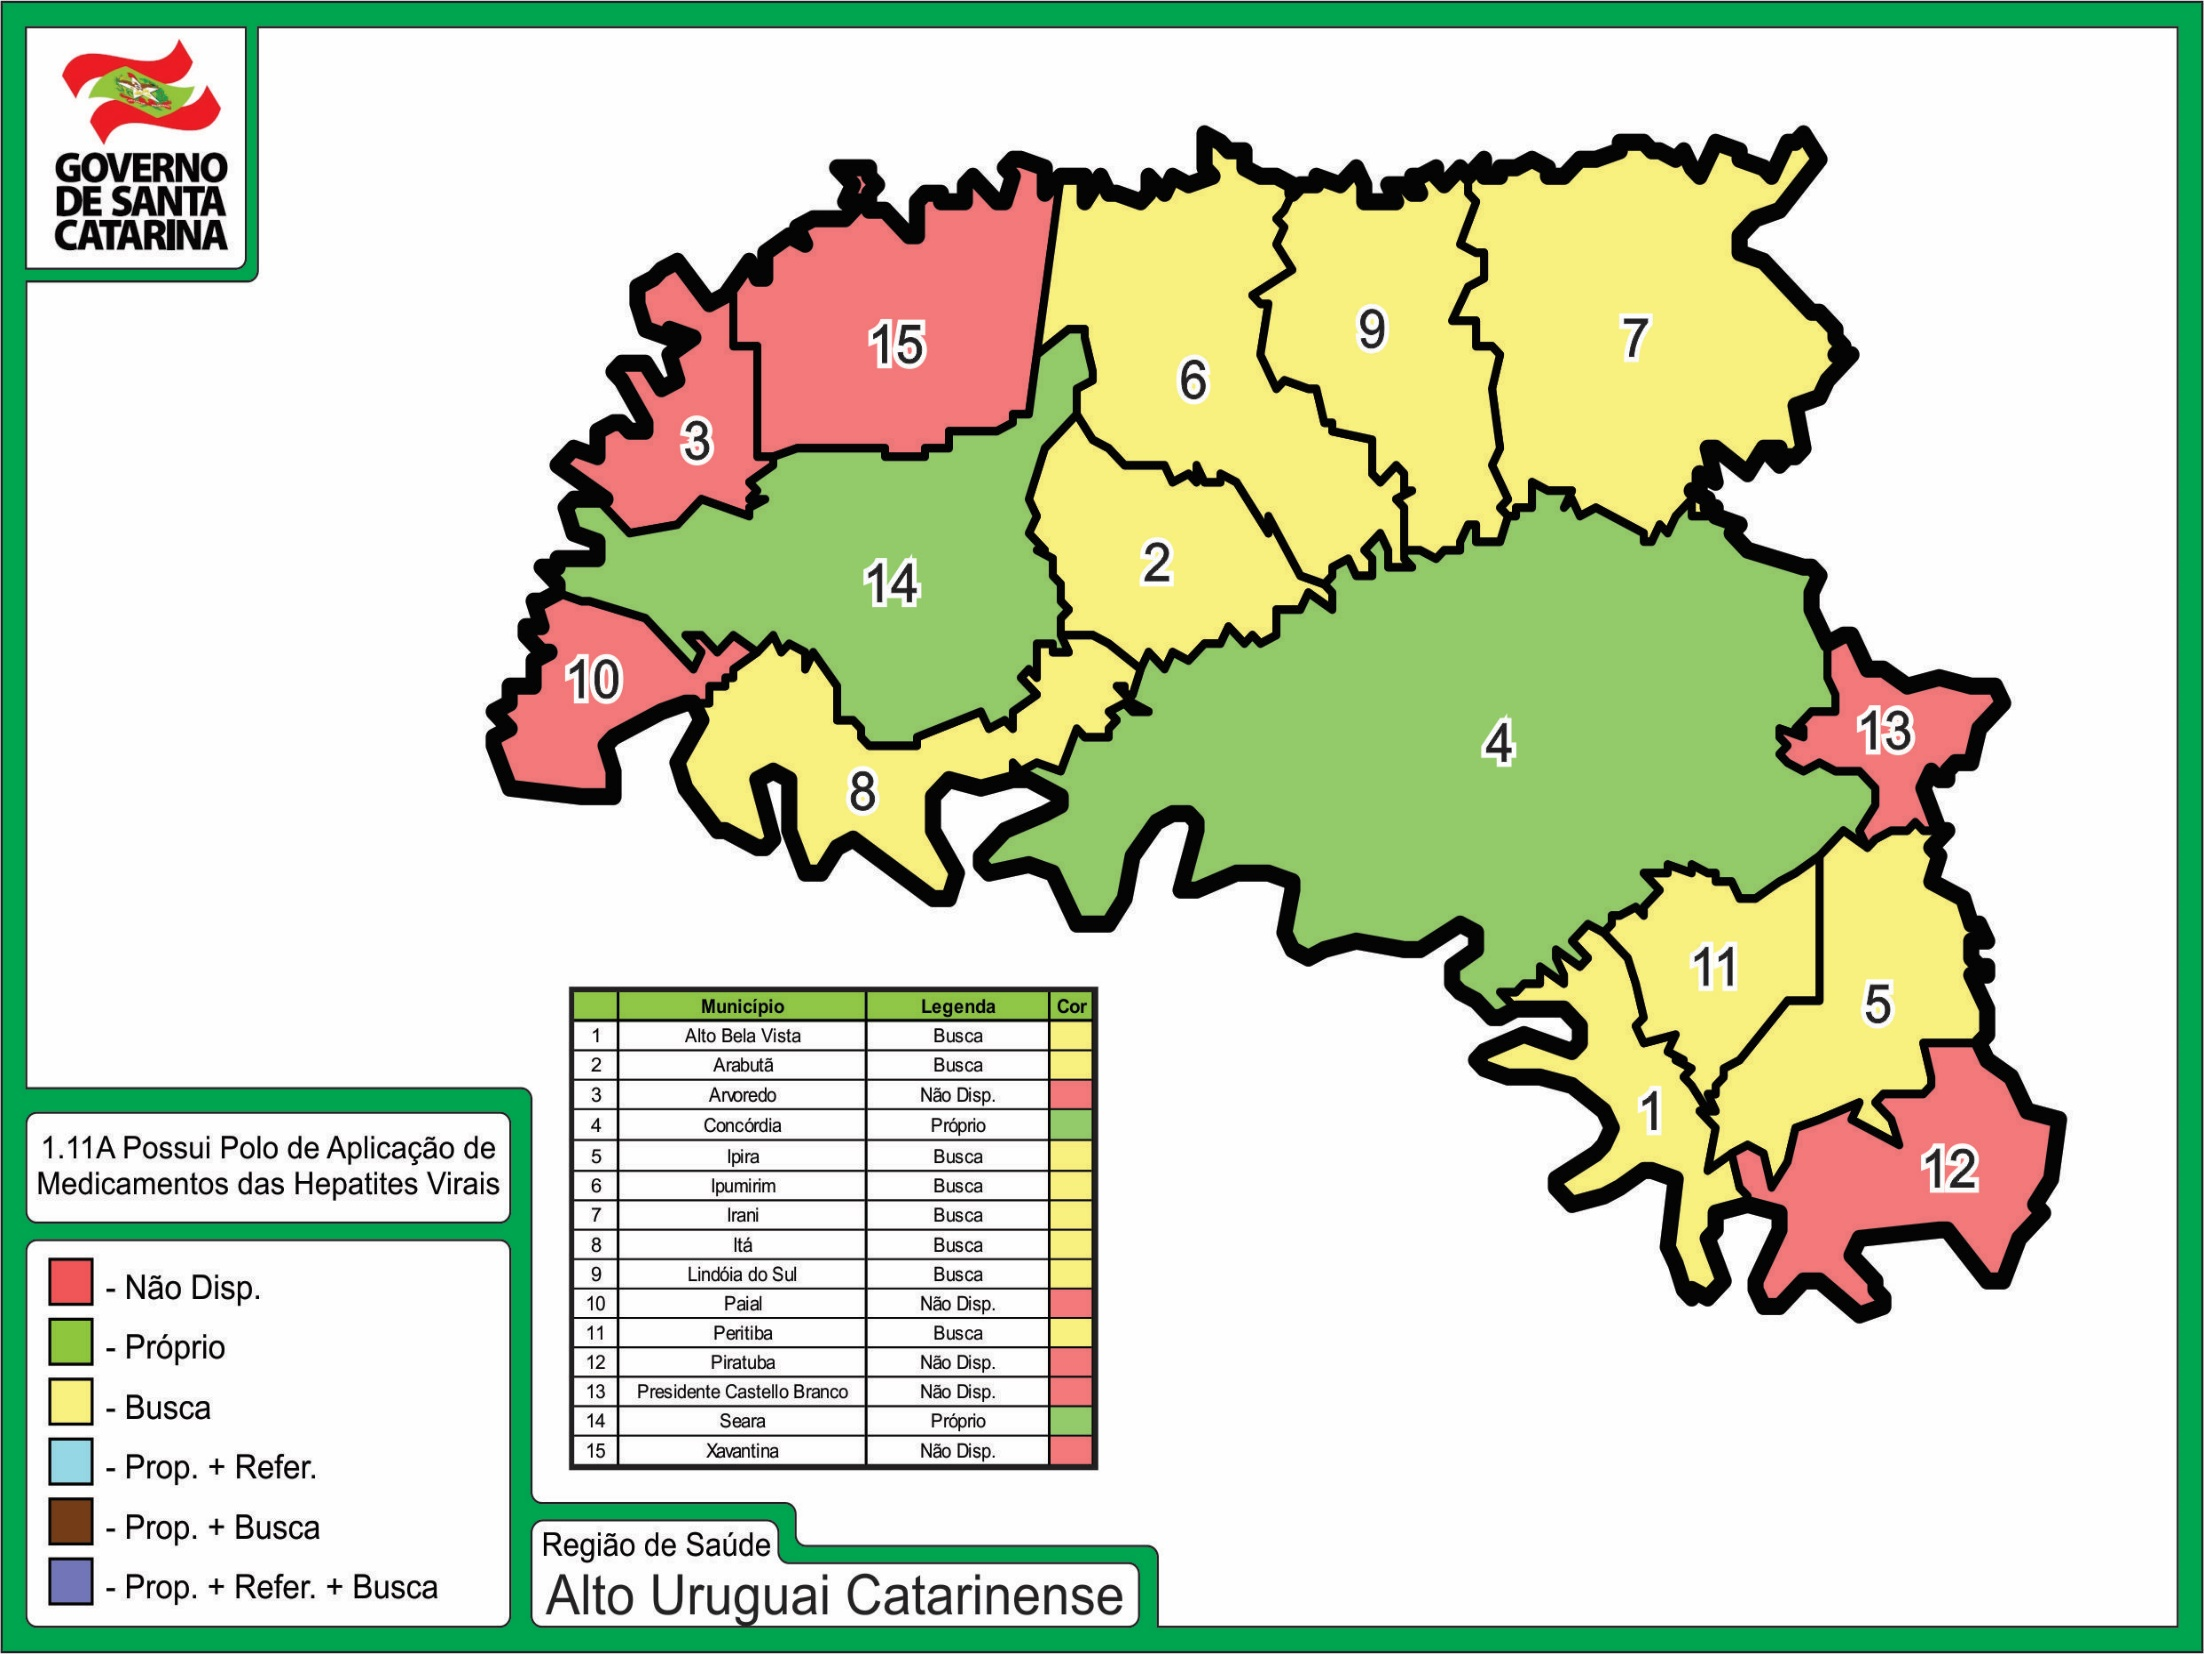 GOVERNO
DE SANTA
CATARINA
15
9
7
6
3
2
14
10
4
13
8
11
5
1
12
Município Legenda Cor
1 Alto Bela Vista Busca
2 Arabutã Busca
3 Arvoredo Não Disp.
4 Concórdia Próprio
5 Ipira Busca
6 Ipumirim Busca
7 Irani Busca
8 Itá Busca
9 Lindóia do Sul Busca
10 Paial Não Disp.
11 Peritiba Busca
12 Piratuba Não Disp.
13 Presidente Castello Branco Não Disp.
14 Seara Próprio
15 Xavantina Não Disp.
1.11A Possui Polo de Aplicação de
Medicamentos das Hepatites Virais
- Não Disp.
- Próprio
- Busca
- Prop. + Refer.
- Prop. + Busca
- Prop. + Refer. + Busca
Região de Saúde
Alto Uruguai Catarinense